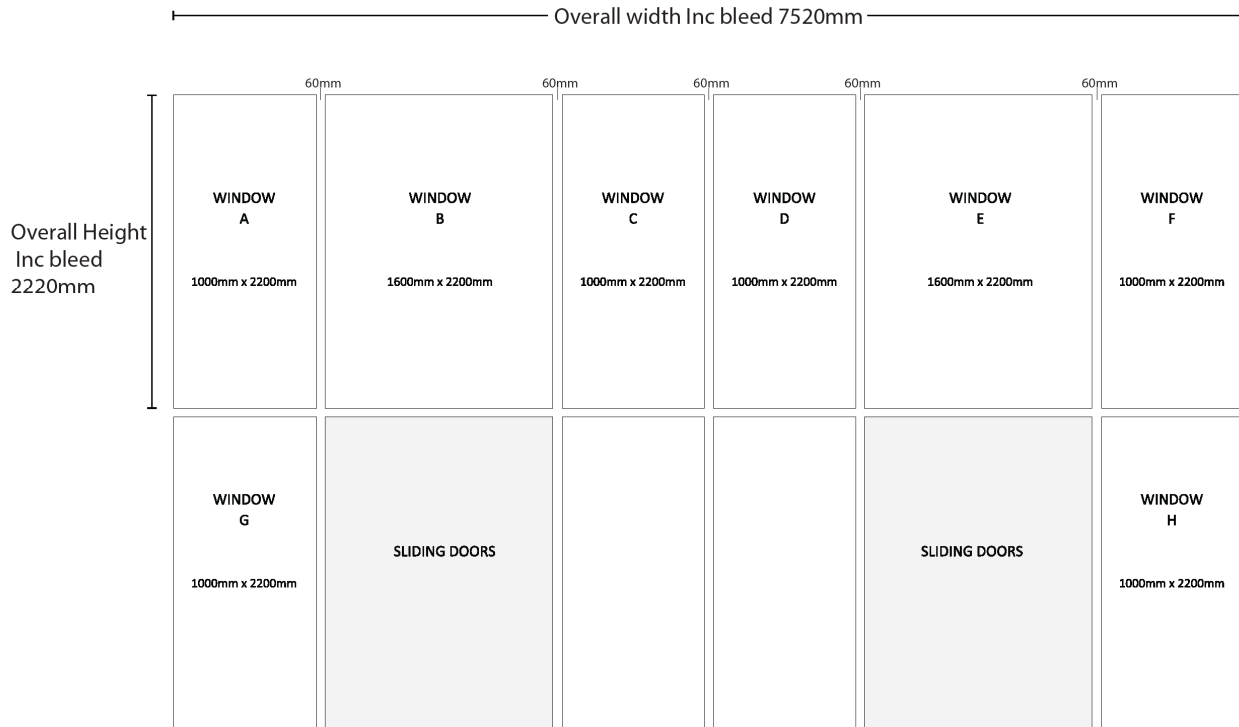 Overall width Inc bleed 7520mm
60mm 60mm 60mm 60mm 60mm
WINDOW A
1000mm x 2200mm
WINDOW B
1600mm x 2200mm
WINDOW C
1000mm x 2200mm
WINDOW D
1000mm x 2200mm
WINDOW E
1600mm x 2200mm
WINDOW F
1000mm x 2200mm
Overall Height
Inc bleed
2220mm
WINDOW G
1000mm x 2200mm
SLIDING DOORS
SLIDING DOORS
WINDOW H
1000mm x 2200mm